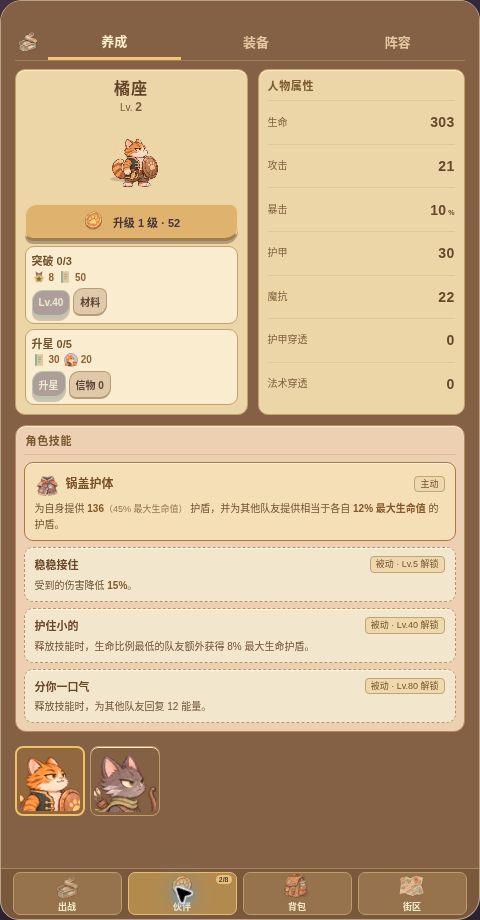 养成 装备 阵容
橘座
Lv. 2
升级 1 级 · 52
突破 0/3
8 50
Lv.40 材料
升星 0/5
30 20
升星 信物 0
人物属性
生命 303
攻击 21
暴击 10 %
护甲 30
魔抗 22
护甲穿透 0
法术穿透 0
角色技能
锅盖护体 主动
为自身提供 136（45% 最大生命值） 护盾，并为其他队友提供相当于各自 12% 最大生命值 的
护盾。
稳稳接住 被动 · Lv.5 解锁
受到的伤害降低 15%。
护住小的 被动 · Lv.40 解锁
释放技能时，生命比例最低的队友额外获得 8% 最大生命护盾。
分你一口气 被动 · Lv.80 解锁
释放技能时，为其他队友回复 12 能量。
2/8
出战 伙伴 背包 街区